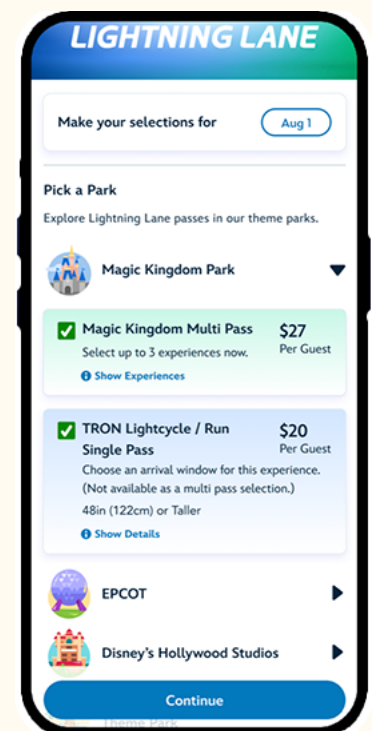 LIGHTNING LANE
Make your selections for
Aug 1
Pick a Park
Explore Lightning Lane passes in our theme parks.
Magic Kingdom Park
Magic Kingdom Multi Pass $27
Select up to 3 experiences now. Per Guest
Show Experiences
TRON Lightcycle / Run $20
Single Pass Per Guest
Choose an arrival window for this experience.
(Not available as a multi pass selection.)
48in (122cm) or Taller
Show Details
EPCOT
Disney's Hollywood Studios
Continue
Theme Park